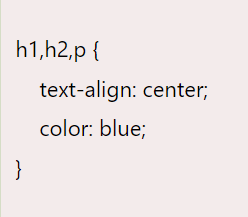 h1,h2,p {
    text-align: center;
    color: blue;
}